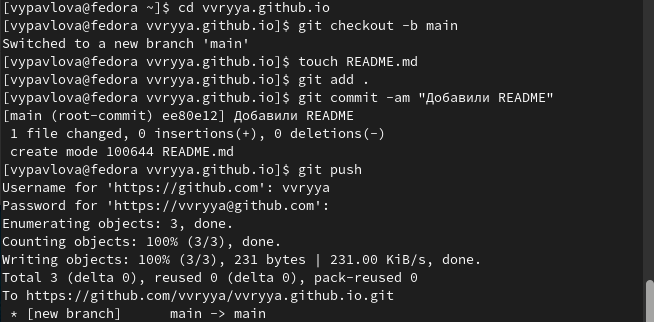 [vypavlova@fedora ~]$ cd vvryya.github.io
[vypavlova@fedora vvryya.github.io]$ git checkout -b main
Switched to a new branch 'main'
[vypavlova@fedora vvryya.github.io]$ touch README.md
[vypavlova@fedora vvryya.github.io]$ git add .
[vypavlova@fedora vvryya.github.io]$ git commit -am "Добавили README"
[main (root-commit) ee80e12] Добавили README
 1 file changed, 0 insertions(+), 0 deletions(-)
 create mode 100644 README.md
[vypavlova@fedora vvryya.github.io]$ git push
Username for 'https://github.com': vvryya
Password for 'https://vvryya@github.com':
Enumerating objects: 3, done.
Counting objects: 100% (3/3), done.
Writing objects: 100% (3/3), 231 bytes | 231.00 KiB/s, done.
Total 3 (delta 0), reused 0 (delta 0), pack-reused 0
To https://github.com/vvryya/vvryya.github.io.git
 * [new branch]      main -> main